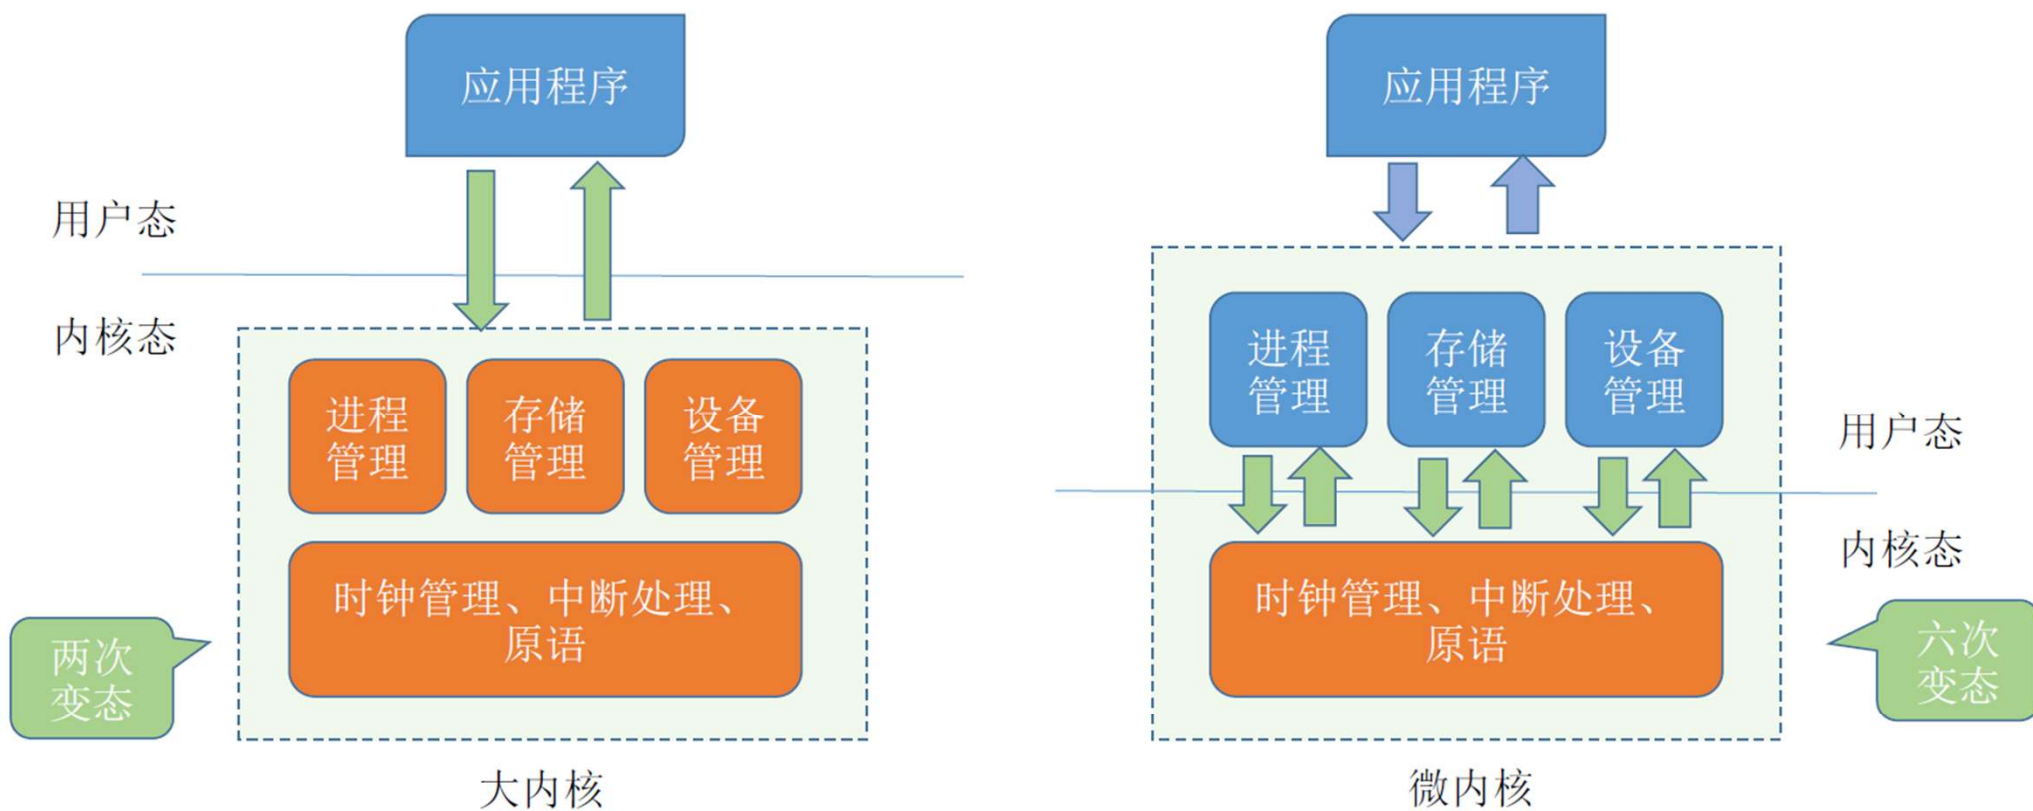 应用程序
用户态
内核态
进程
管理
存储
管理
设备
管理
时钟管理、中断处理、
原语
两次
变态
大内核
应用程序
进程
管理
存储
管理
设备
管理
用户态
内核态
时钟管理、中断处理、
原语
六次
变态
微内核